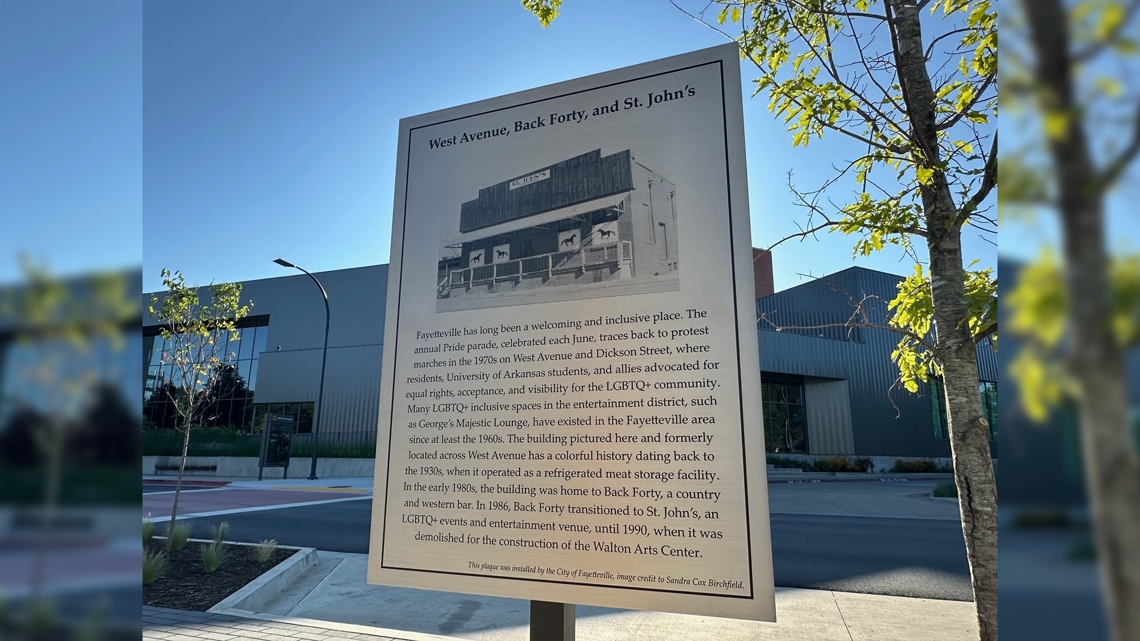 West Avenue, Back Forty, and St. John's
ST. JOHN'S
Fayetteville has long been a welcoming and inclusive place. The
annual Pride parade, celebrated each June, traces back to protest
marches in the 1970s on West Avenue and Dickson Street, where
residents, University of Arkansas students, and allies advocated for
equal rights, acceptance, and visibility for the LGBTQ+ community.
Many LGBTQ+ inclusive spaces in the entertainment district, such
as George's Majestic Lounge, have existed in the Fayetteville area
since at least the 1960s. The building pictured here and formerly
located across West Avenue has a colorful history dating back to
the 1930s, when it operated as a refrigerated meat storage facility.
In the early 1980s, the building was home to Back Forty, a country
and western bar. In 1986, Back Forty transitioned to St. John's, an
LGBTQ+ events and entertainment venue, until 1990, when it was
demolished for the construction of the Walton Arts Center.
This plaque was installed by the City of Fayetteville, image credit to Sandra Cox Birchfield.